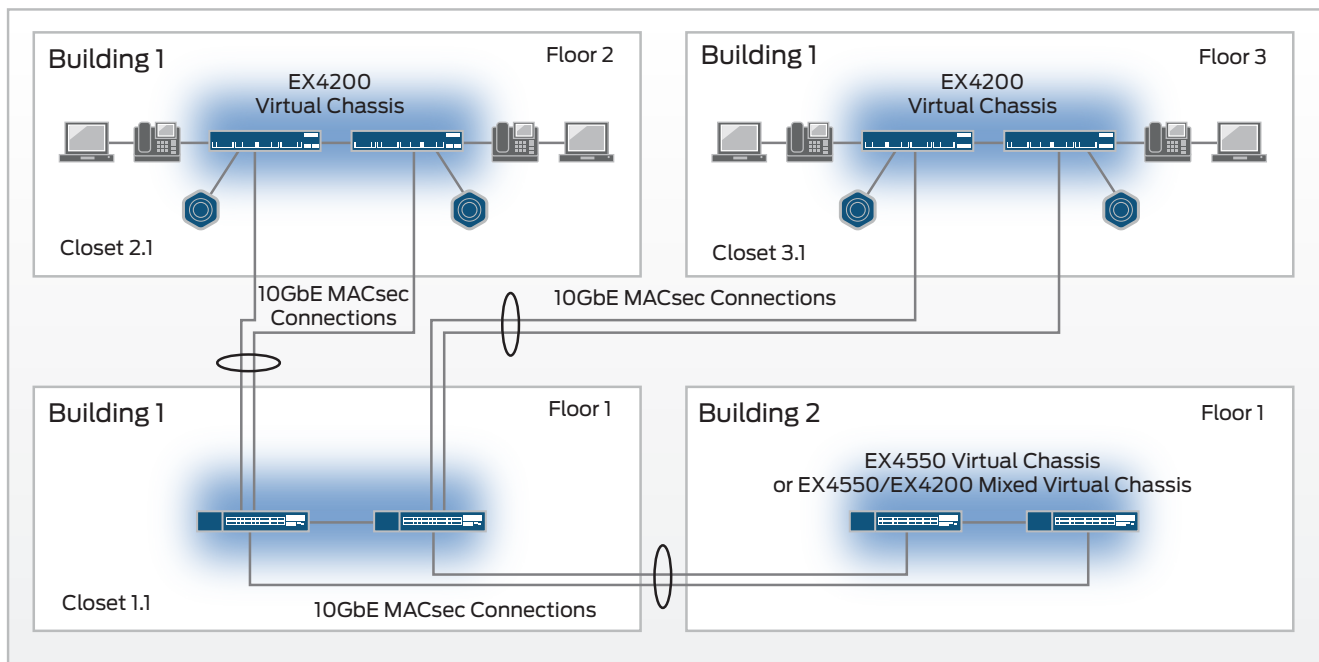 Building 1
Floor 2
EX4200
Virtual Chassis
Closet 2.1
Building 1
Floor 3
EX4200
Virtual Chassis
Closet 3.1
10GbE MACsec
Connections
10GbE MACsec Connections
Building 1
Floor 1
Closet 1.1
10GbE MACsec Connections
Building 2
Floor 1
EX4550 Virtual Chassis
or EX4550/EX4200 Mixed Virtual Chassis